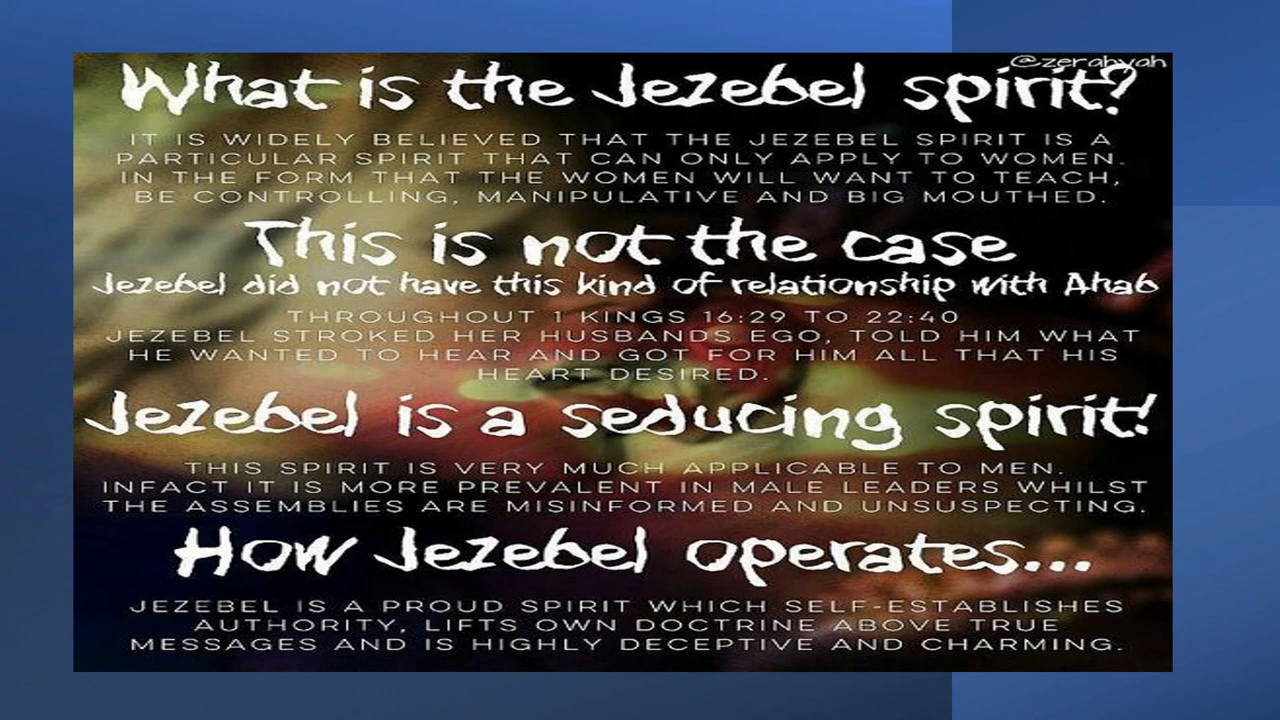 @zerahyah
What is the Jezebel spirit?
IT IS WIDELY BELIEVED THAT THE JEZEBEL SPIRIT IS A
PARTICULAR SPIRIT THAT CAN ONLY APPLY TO WOMEN.
IN THE FORM THAT THE WOMEN WILL WANT TO TEACH,
BE CONTROLLING, MANIPULATIVE AND BIG MOUTHED.
This is not the case
Jezebel did not have this kind of relationship with Ahab
THROUGHOUT 1 KINGS 16:29 TO 22:40
JEZEBEL STROKED HER HUSBANDS EGO, TOLD HIM WHAT
HE WANTED TO HEAR AND GOT FOR HIM ALL THAT HIS
HEART DESIRED.
Jezebel is a seducing spirit!
THIS SPIRIT IS VERY MUCH APPLICABLE TO MEN.
INFACT IT IS MORE PREVALENT IN MALE LEADERS WHILST
THE ASSEMBLIES ARE MISINFORMED AND UNSUSPECTING.
How Jezebel operates...
JEZEBEL IS A PROUD SPIRIT WHICH SELF-ESTABLISHES
AUTHORITY, LIFTS OWN DOCTRINE ABOVE TRUE
MESSAGES AND IS HIGHLY DECEPTIVE AND CHARMING.